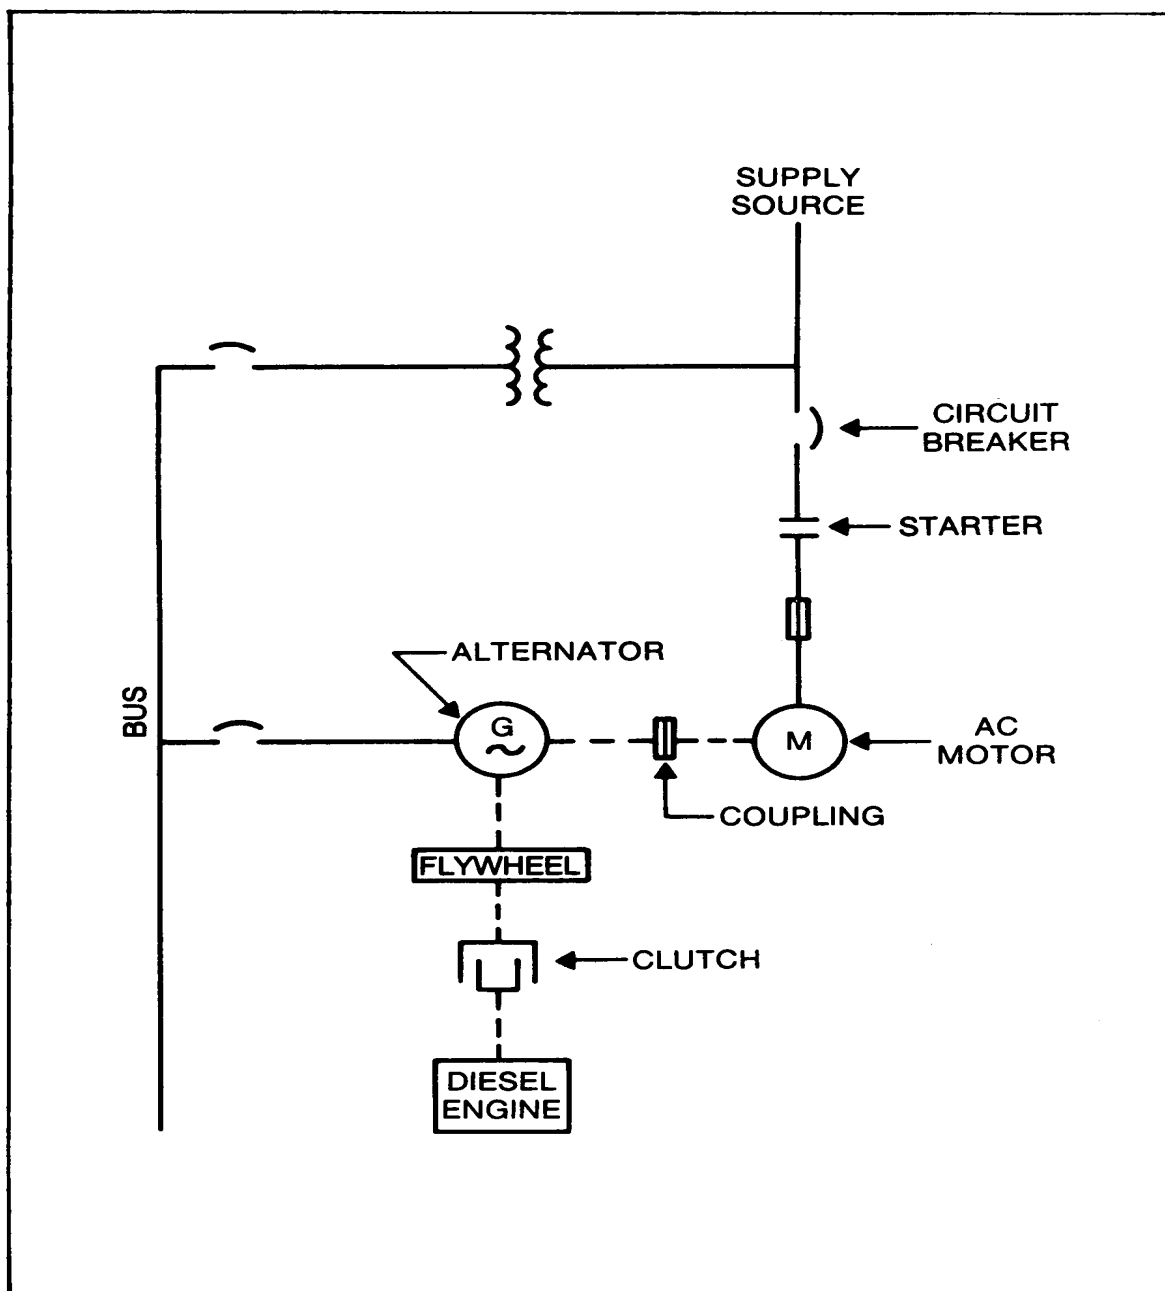 SUPPLY
SOURCE
CIRCUIT
BREAKER
STARTER
ALTERNATOR
BUS
G
M
AC
MOTOR
COUPLING
FLYWHEEL
CLUTCH
DIESEL
ENGINE